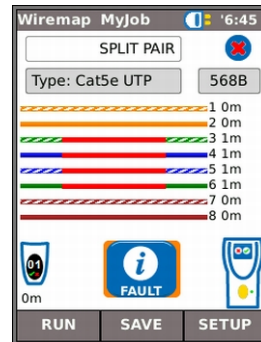 Wiremap MyJob '6:45
SPLIT PAIR
Type: Cat5e UTP 568B
1 0m
2 0m
3 1m
4 1m
5 1m
6 1m
7 0m
8 0m
01
i
0m
FAULT
RUN SAVE SETUP